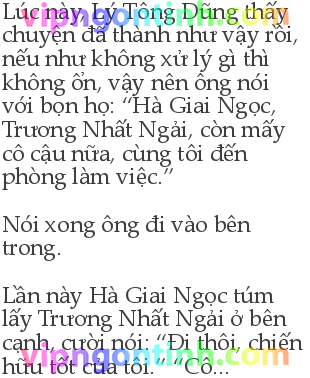 Lúc này, Lý Tông Dũng thấy
chuyện đã thành như vậy rồi,
nếu như không xử lý gì thì
không ổn, vậy nên ông nói
với bọn họ: “Hà Giai Ngọc,
Trương Nhất Ngải, còn mấy
cô cậu nữa, cùng tôi đến
phòng làm việc.”
Nói xong ông đi vào bên
trong.
Lần này Hà Giai Ngọc túm
lấy Trương Nhất Ngải ở bên
cạnh, cười nói: “Đi thôi, chiến
hữu tốt của tôi.” “Cô...
vipngontinh.com
vipngontinh.com